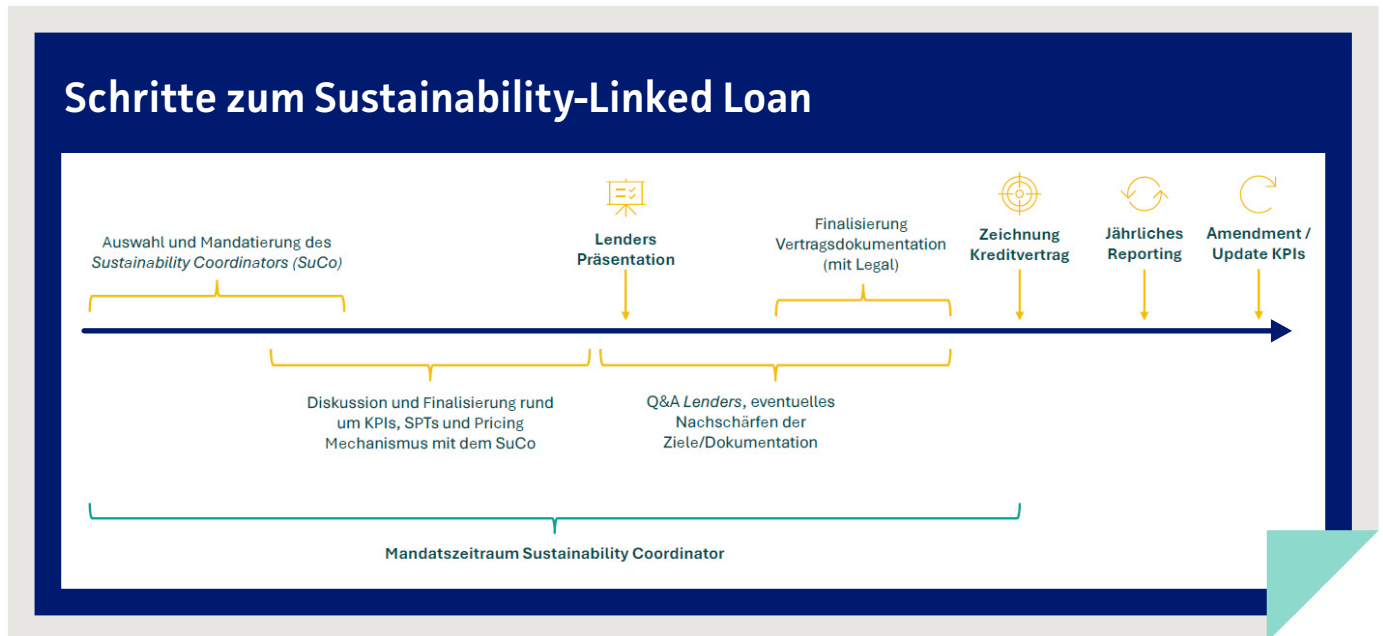 Schritte zum Sustainability-Linked Loan
Auswahl und Mandatierung des
Sustainability Coordinators (SuCo)
Lenders
Präsentation
Finalisierung
Vertragsdokumentation
(mit Legal)
Zeichnung
Kreditvertrag
Jährliches
Reporting
Amendment /
Update KPIs
Diskussion und Finalisierung rund
um KPIs, SPTs und Pricing
Mechanismus mit dem SuCo
Q&A Lenders, eventuelles
Nachschärfen der
Ziele/Dokumentation
Mandatszeitraum Sustainability Coordinator